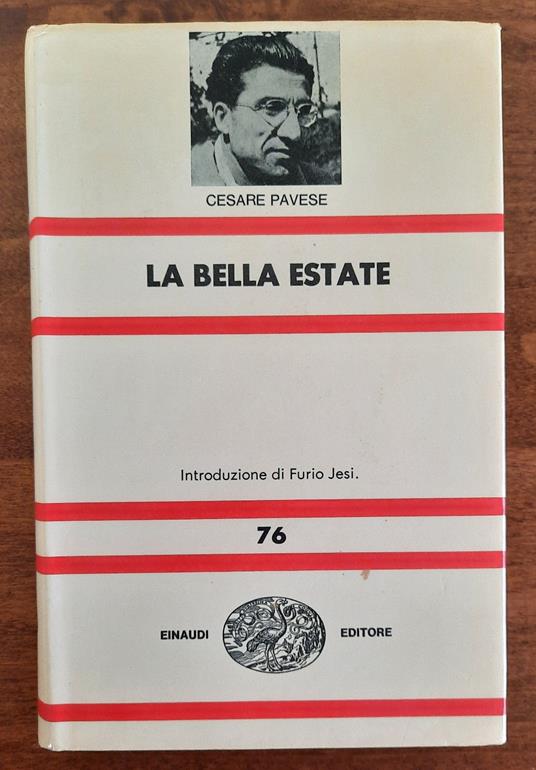 CESARE PAVESE
LA BELLA ESTATE
Introduzione di Furio Jesi.
76
EINAUDI EDITORE